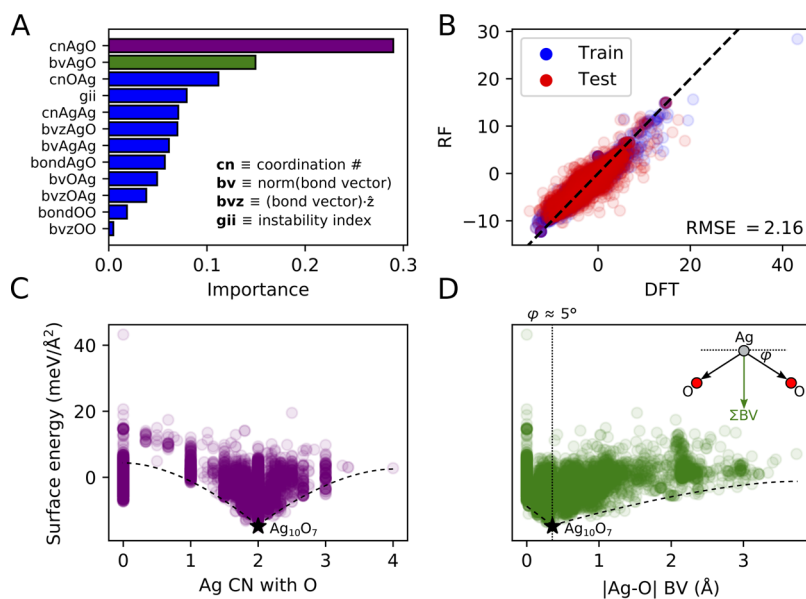 A
cnAgO
bvAgO
cnOAg
gii
cnAgAg
bvzAgO
bvAgAg
bondAgO
bvOAg
bvzOAg
bondOO
bvzOO
cn ≡ coordination #
bv ≡ norm(bond vector)
bvz ≡ (bond vector)·ẑ
gii ≡ instability index
0.0 0.1 0.2 0.3
Importance
B
30
20
10
0
−10
RF
Train
Test
RMSE = 2.16
0 20 40
DFT
C
Surface energy (meV/Å²)
40
20
0
Ag₁₀O₇
0 1 2 3 4
Ag CN with O
D
φ ≈ 5°
Ag
φ
O O
ΣBV
Ag₁₀O₇
0 1 2 3
|Ag-O| BV (Å)